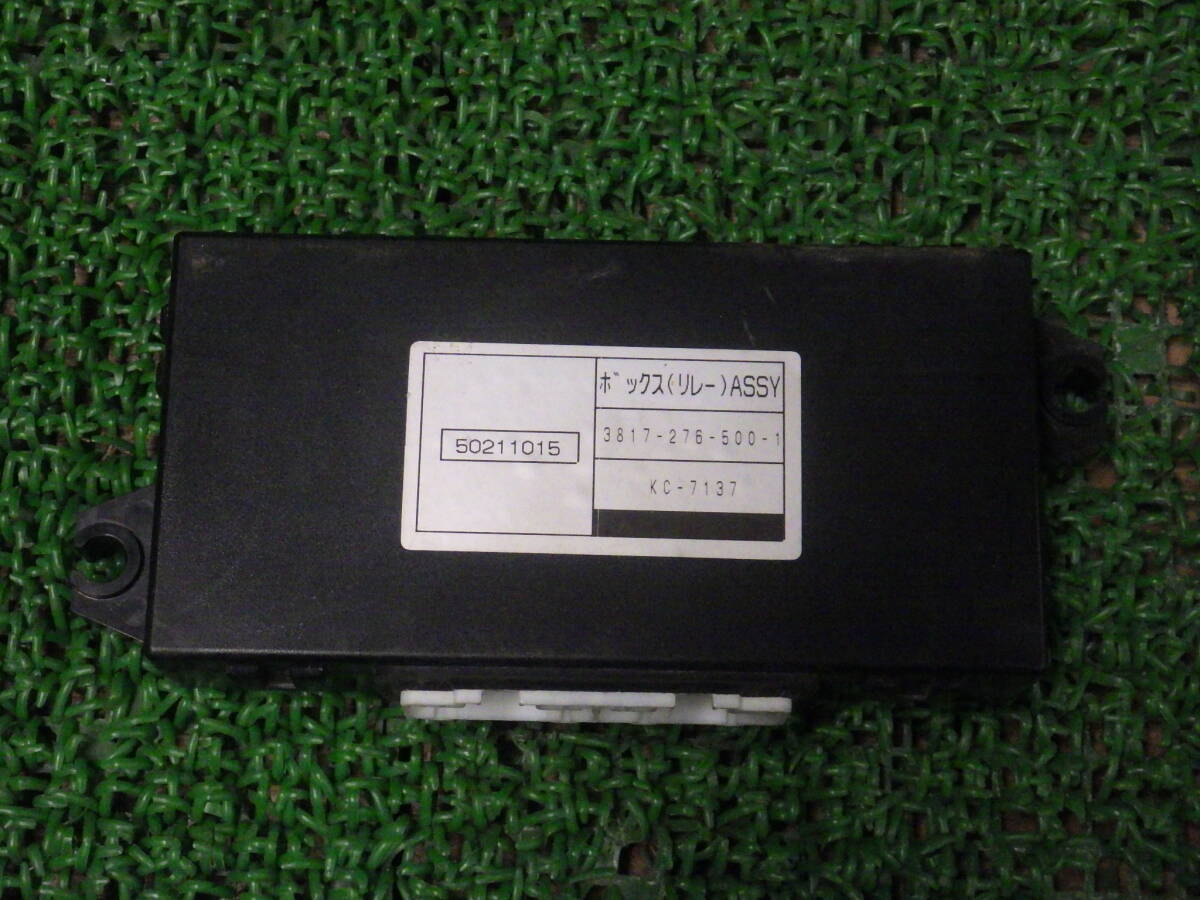 50211015
ﾎﾞｯｸｽ(ﾘﾚｰ)ASSY
3817-276-500-1
KC-7137